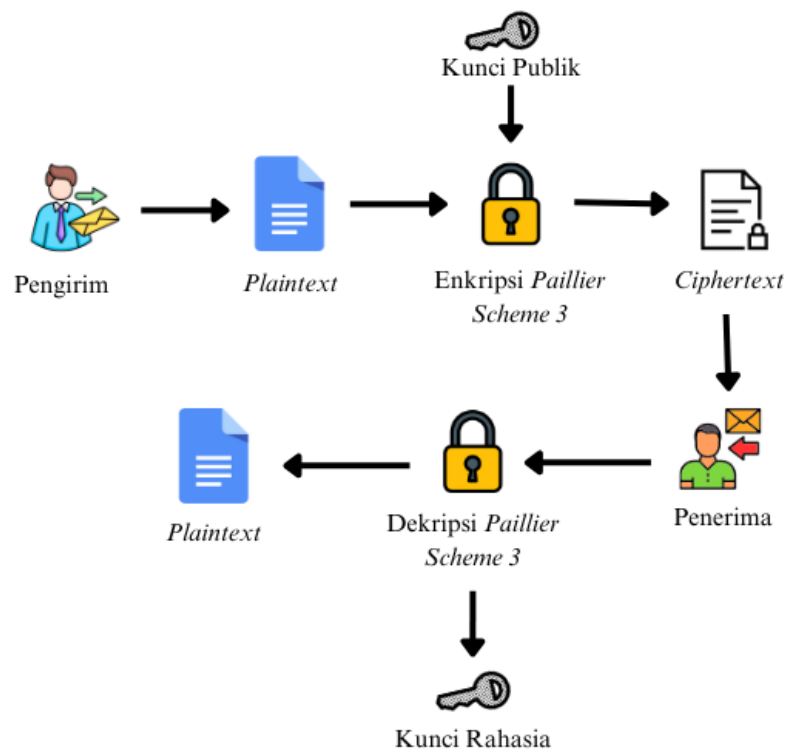 Kunci Publik
Pengirim
Plaintext
Enkripsi Paillier
Scheme 3
Ciphertext
Plaintext
Dekripsi Paillier
Scheme 3
Penerima
Kunci Rahasia